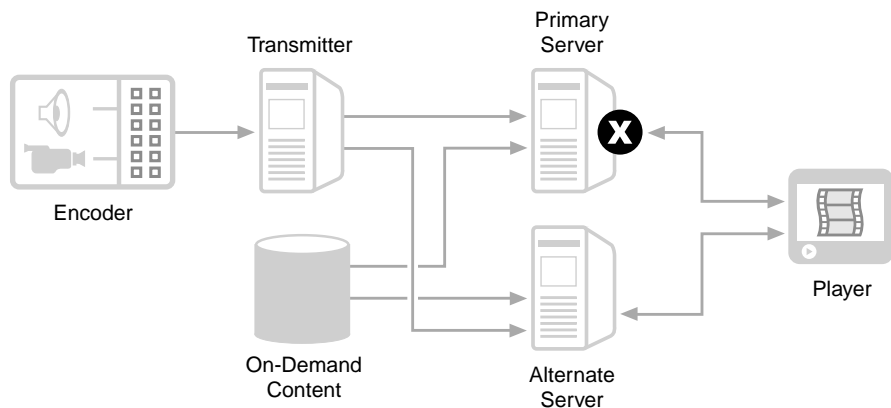 Primary
Server
Transmitter
X
Encoder
Player
On-Demand
Content
Alternate
Server